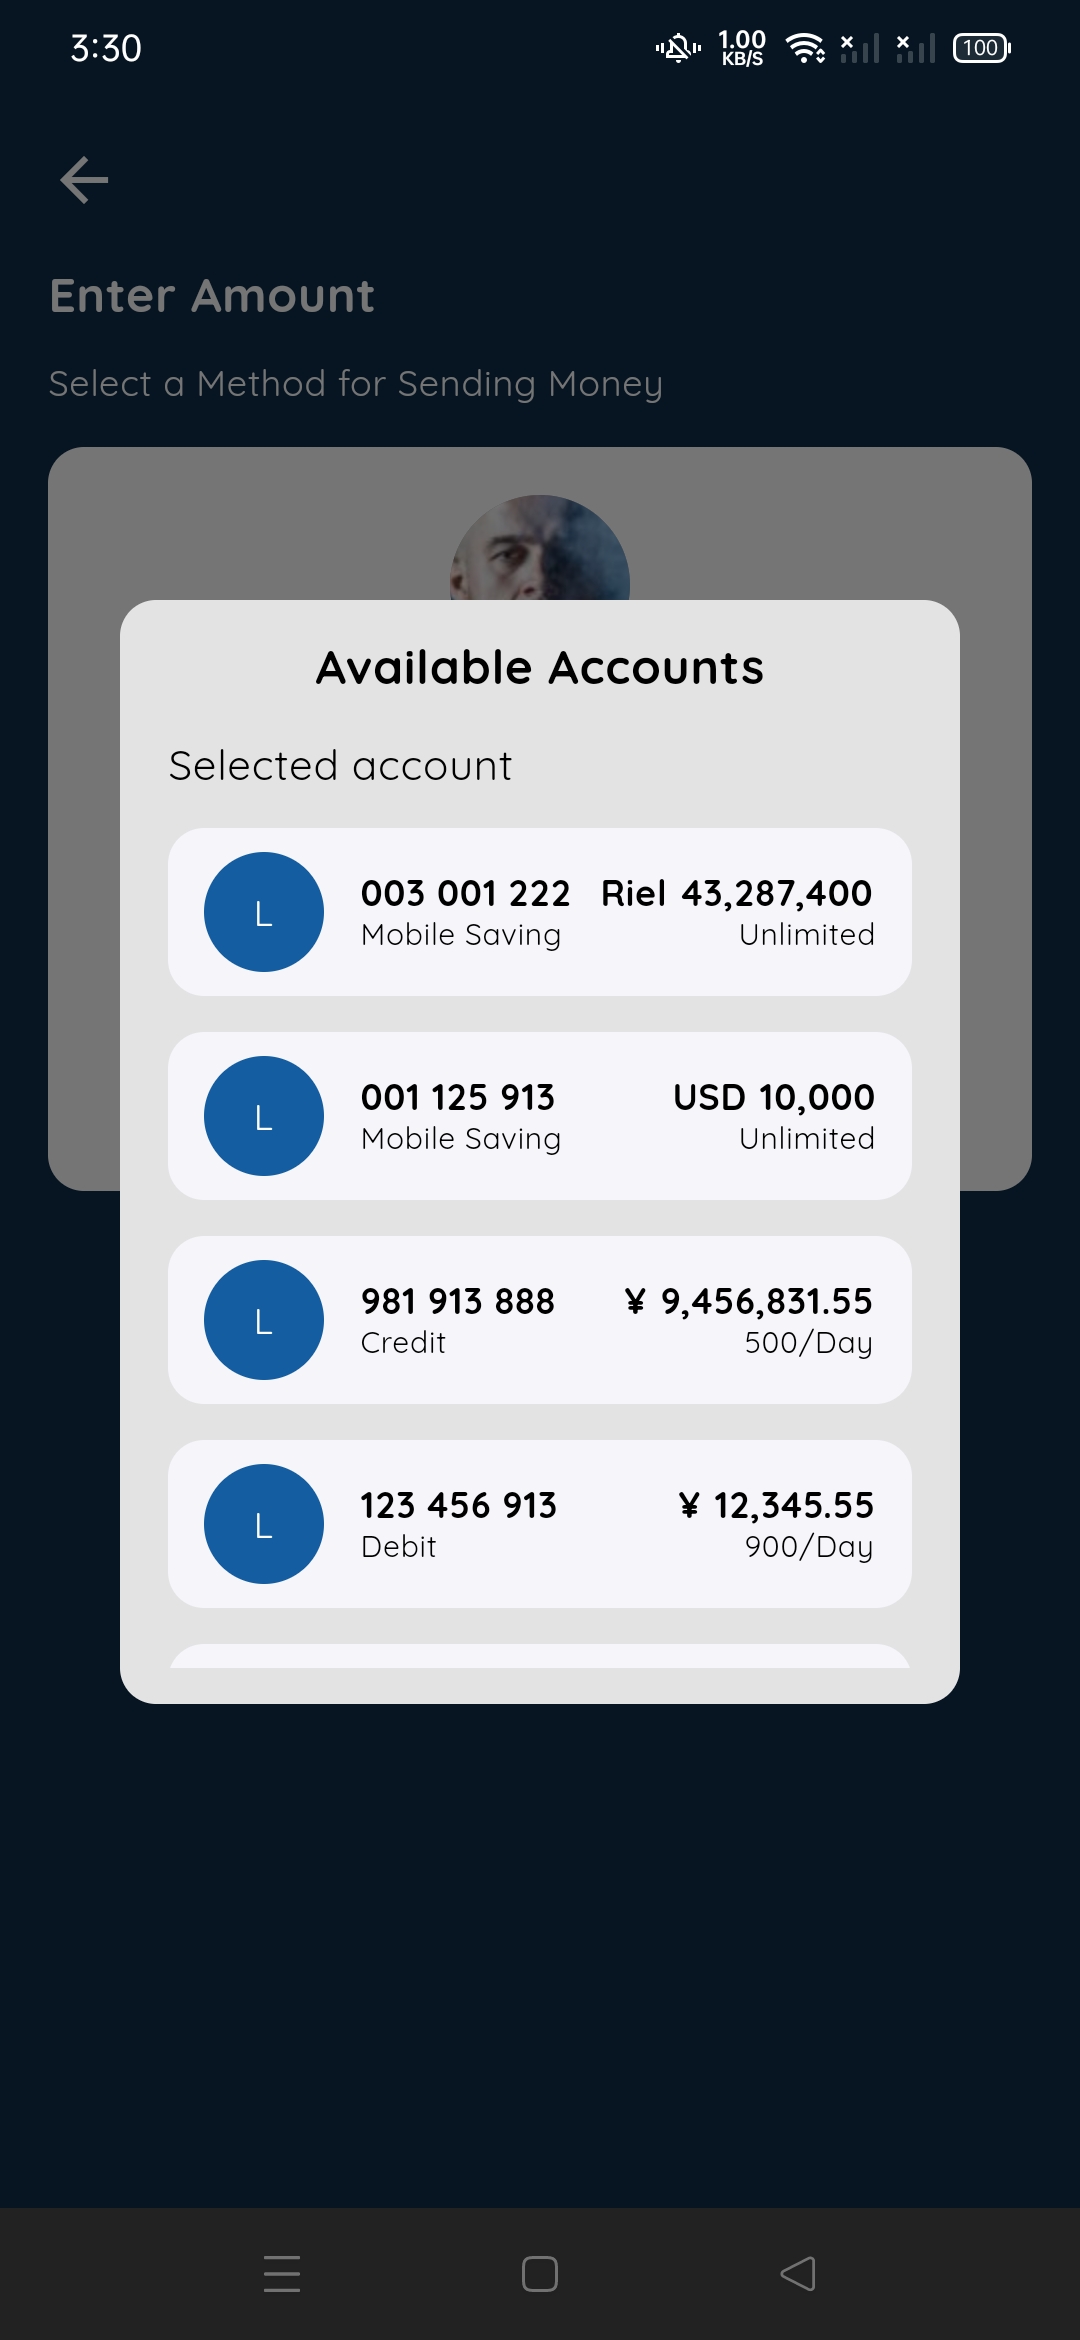 3:30
1.00
KB/S
100
Enter Amount
Select a Method for Sending Money
Available Accounts
Selected account
L
003 001 222 Riel 43,287,400
Mobile Saving Unlimited
L
001 125 913 USD 10,000
Mobile Saving Unlimited
L
981 913 888 ¥ 9,456,831.55
Credit 500/Day
L
123 456 913 ¥ 12,345.55
Debit 900/Day